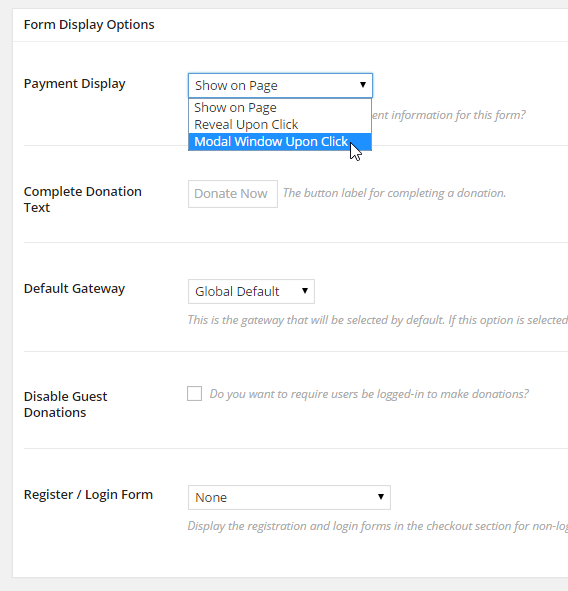 Form Display Options
Payment Display
Show on Page
Show on Page
Reveal Upon Click
Modal Window Upon Click
information for this form?
Complete Donation
Text
Donate Now
The button label for completing a donation.
Default Gateway
Global Default
This is the gateway that will be selected by default. If this option is selected
Disable Guest
Donations
Do you want to require users be logged-in to make donations?
Register / Login Form
None
Display the registration and login forms in the checkout section for